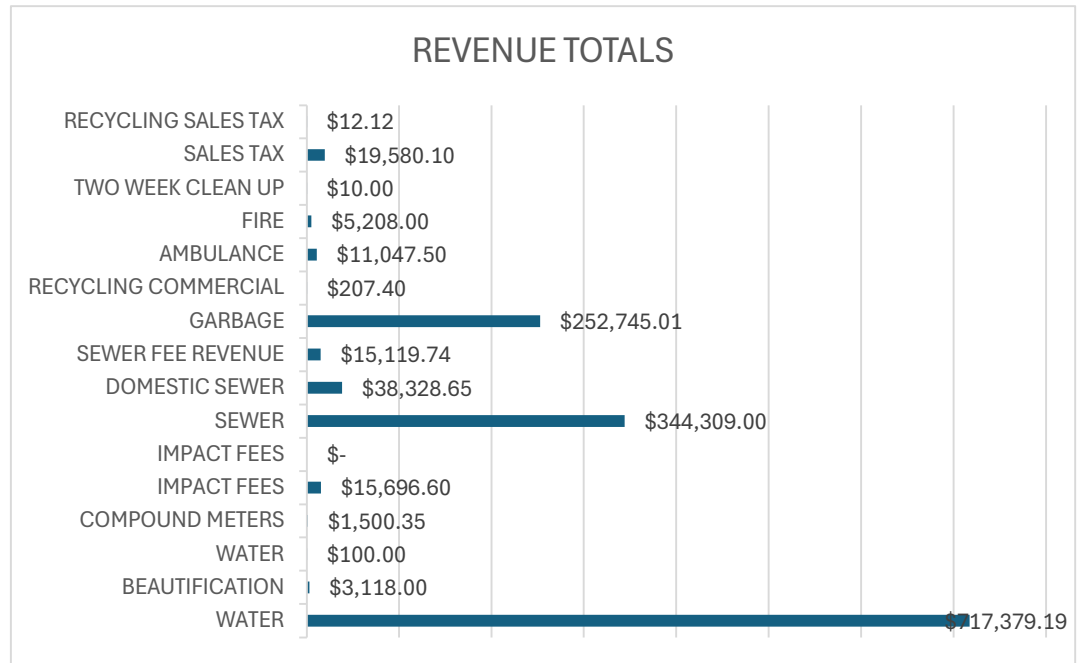 REVENUE TOTALS
RECYCLING SALES TAX $12.12
SALES TAX $19,580.10
TWO WEEK CLEAN UP $10.00
FIRE $5,208.00
AMBULANCE $11,047.50
RECYCLING COMMERCIAL $207.40
GARBAGE $252,745.01
SEWER FEE REVENUE $15,119.74
DOMESTIC SEWER $38,328.65
SEWER $344,309.00
IMPACT FEES $-
IMPACT FEES $15,696.60
COMPOUND METERS $1,500.35
WATER $100.00
BEAUTIFICATION $3,118.00
WATER $717,379.19